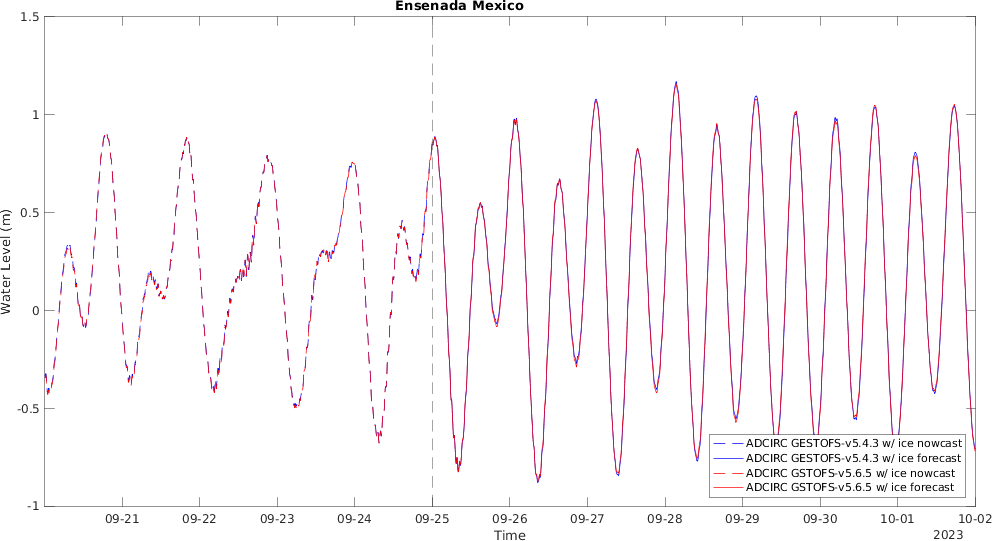 Ensenada Mexico
1.5
1
0.5
0
-0.5
-1
Water Level (m)
ADCIRC GESTOFS-v5.4.3 w/ ice nowcast
ADCIRC GESTOFS-v5.4.3 w/ ice forecast
ADCIRC GSTOFS-v5.6.5 w/ ice nowcast
ADCIRC GSTOFS-v5.6.5 w/ ice forecast
09-21 09-22 09-23 09-24 09-25 09-26 09-27 09-28 09-29 09-30 10-01 10-02
Time
2023